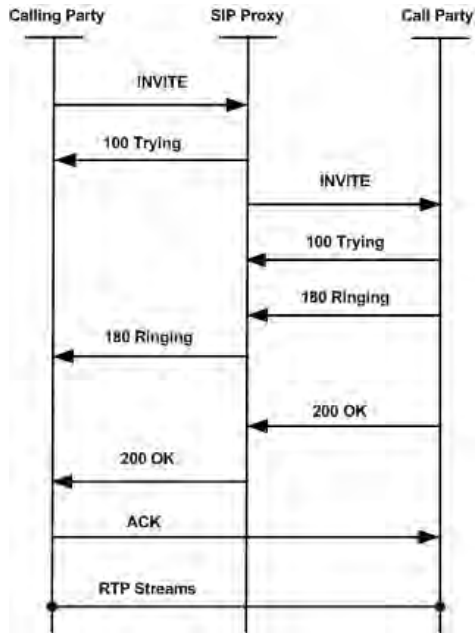 Calling Party SIP Proxy Call Party
INVITE
100 Trying
INVITE
100 Trying
180 Ringing
180 Ringing
200 OK
200 OK
ACK
RTP Streams